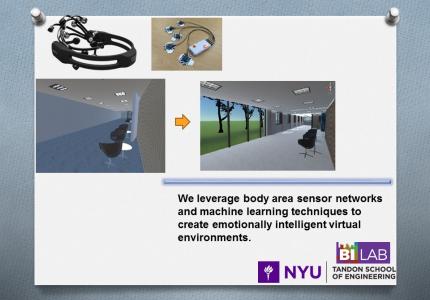 We leverage body area sensor networks
and machine learning techniques to
create emotionally intelligent virtual
environments.
BI LAB
NYU
TANDON SCHOOL
OF ENGINEERING